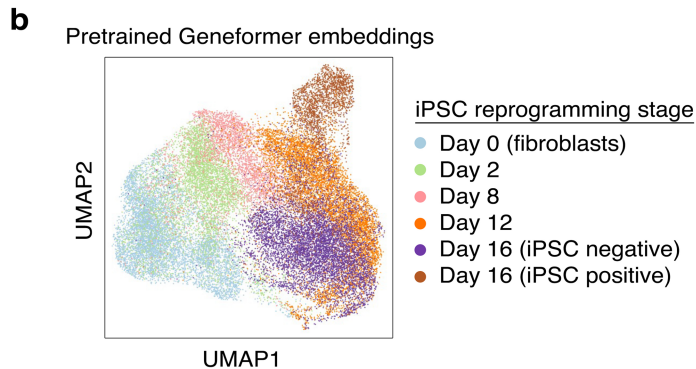 b
Pretrained Geneformer embeddings
UMAP2
UMAP1
iPSC reprogramming stage
Day 0 (fibroblasts)
Day 2
Day 8
Day 12
Day 16 (iPSC negative)
Day 16 (iPSC positive)